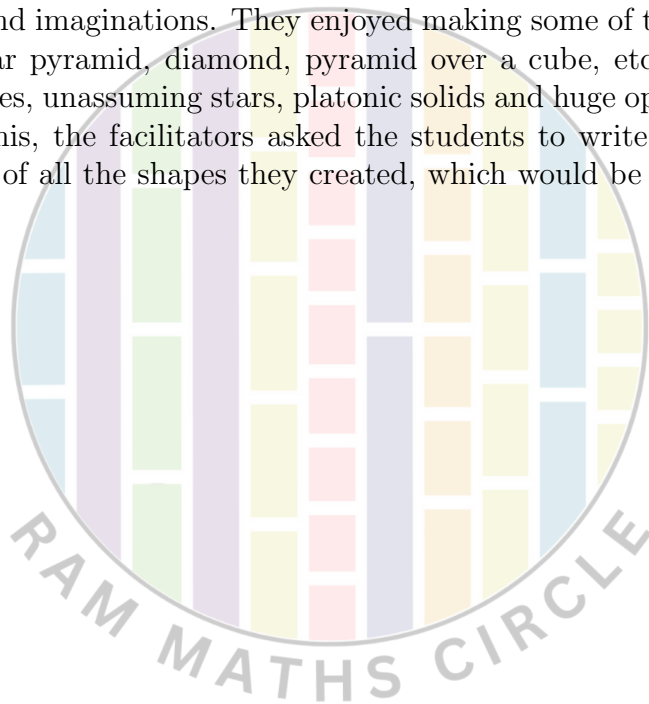 nd imaginations. They enjoyed making some of t
ar pyramid, diamond, pyramid over a cube, etc
es, unassuming stars, platonic solids and huge op
his, the facilitators asked the students to write
of all the shapes they created, which would be
RAM MATHS CIRCLE